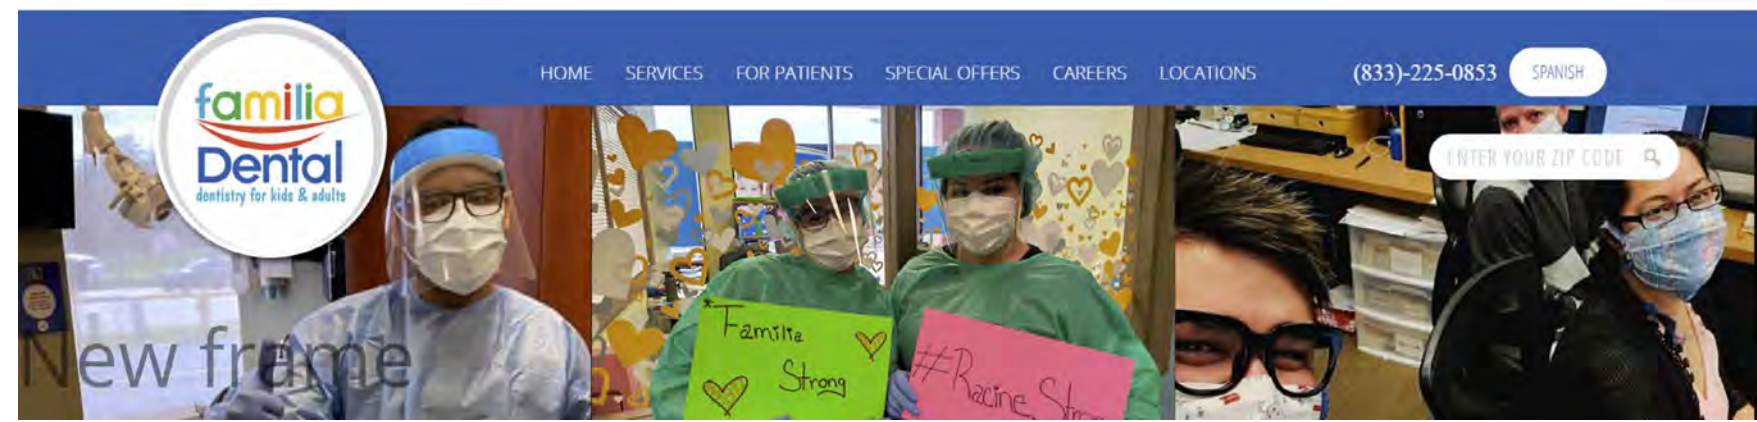 familia
Dental
dentistry for kids & adults
HOME
SERVICES
FOR PATIENTS
SPECIAL OFFERS
CAREERS
LOCATIONS
(833)-225-0853
SPANISH
ENTER YOUR ZIP CODE
*Familia
Strong
#Racine
New frame